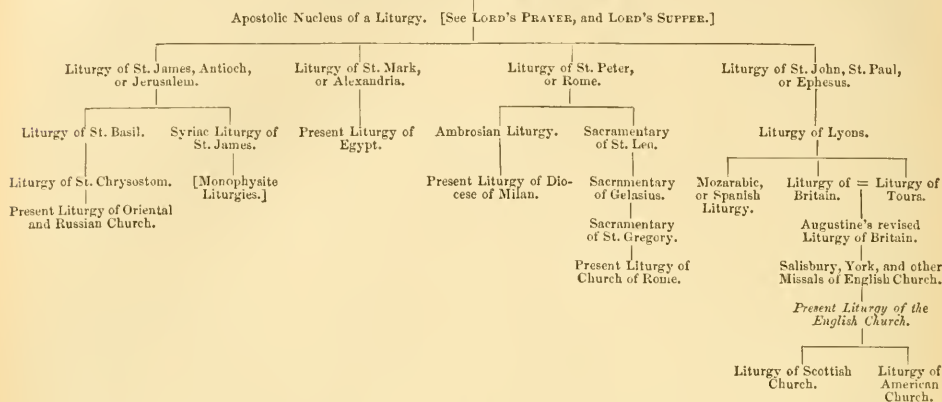 Apostolic Nucleus of a Liturgy. [See LORD'S PRAYER, and LORD'S SUPPER.]
Liturgy of St. James, Antioch,
or Jerusalem.
Liturgy of St. Mark,
or Alexandria.
Liturgy of St. Peter,
or Rome.
Liturgy of St. John, St. Paul,
or Ephesus.
Liturgy of St. Basil.
Syriac Liturgy of
St. James.
Present Liturgy of
Egypt.
Ambrosian Liturgy.
Sacramentary
of St. Leo.
Liturgy of Lyons.
Liturgy of St. Chrysostom.
[Monophysite
Liturgies.]
Present Liturgy of Dio-
cese of Milan.
Sacramentary
of Gelasius.
Mozarabic,
or Spanish
Liturgy.
Liturgy of
Britain.
=
Liturgy of
Tours.
Present Liturgy of Oriental
and Russian Church.
Sacramentary
of St. Gregory.
Augustine's revised
Liturgy of Britain.
Present Liturgy of
Church of Rome.
Salisbury, York, and other
Missals of English Church.
Present Liturgy of the
English Church.
Liturgy of Scottish
Church.
Liturgy of
American
Church.